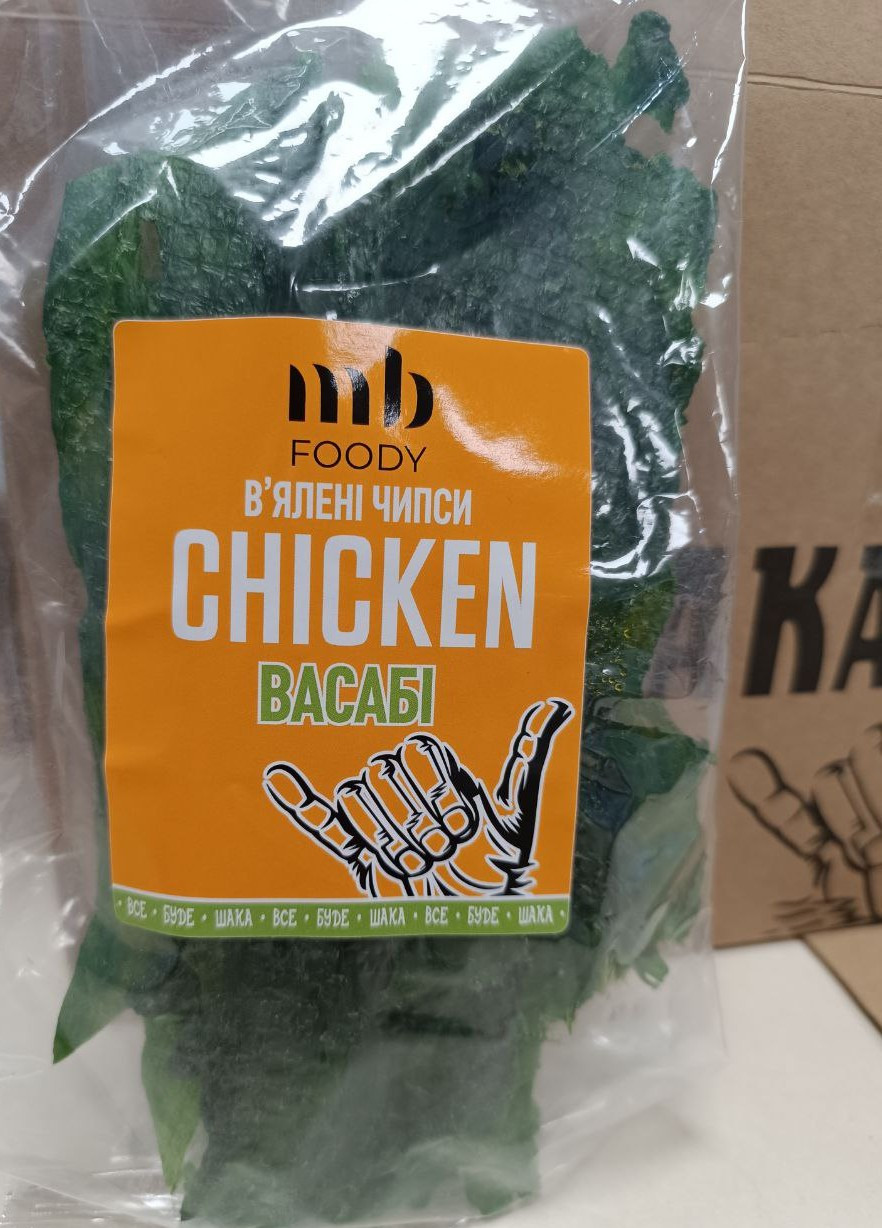 mb
FOODY
В'ЯЛЕНІ ЧИПСИ
CHICKEN
ВАСАБІ
· ВСЕ · БУДЕ · ШАКА · ВСЕ · БУДЕ · ШАКА · ВСЕ · БУДЕ · ШАКА ·